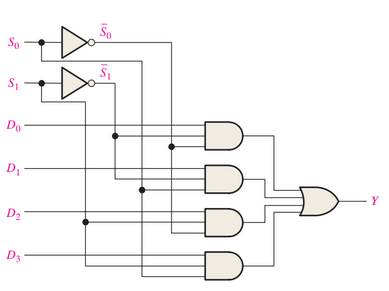 S₀
S̄₀
S₁
S̄₁
D₀
D₁
D₂
Y
D₃